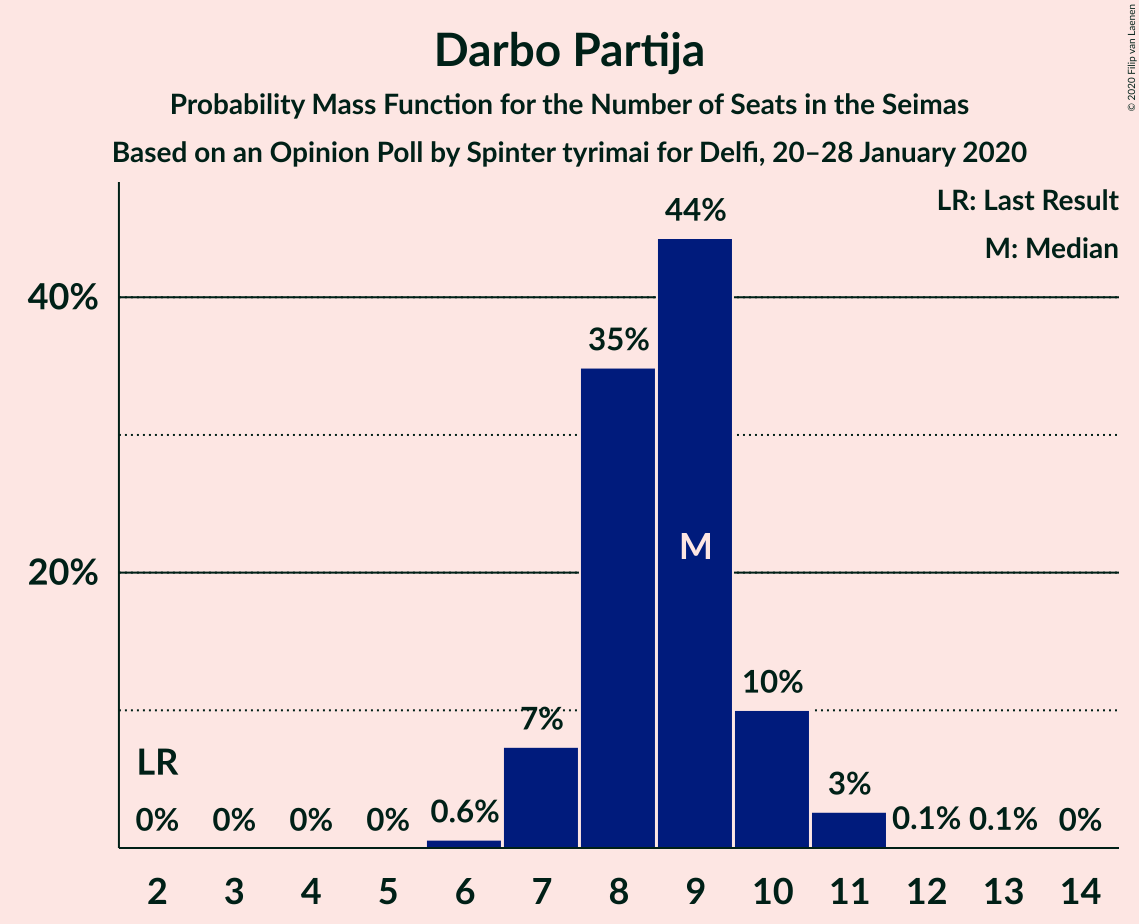 Darbo Partija
Probability Mass Function for the Number of Seats in the Seimas
Based on an Opinion Poll by Spinter tyrimai for Delfi, 20–28 January 2020
© 2020 Filip van Laenen
LR: Last Result
M: Median
40%
20%
LR
0% 0% 0% 0% 0.6% 7% 35% 44% 10% 3% 0.1% 0.1% 0%
M
2 3 4 5 6 7 8 9 10 11 12 13 14